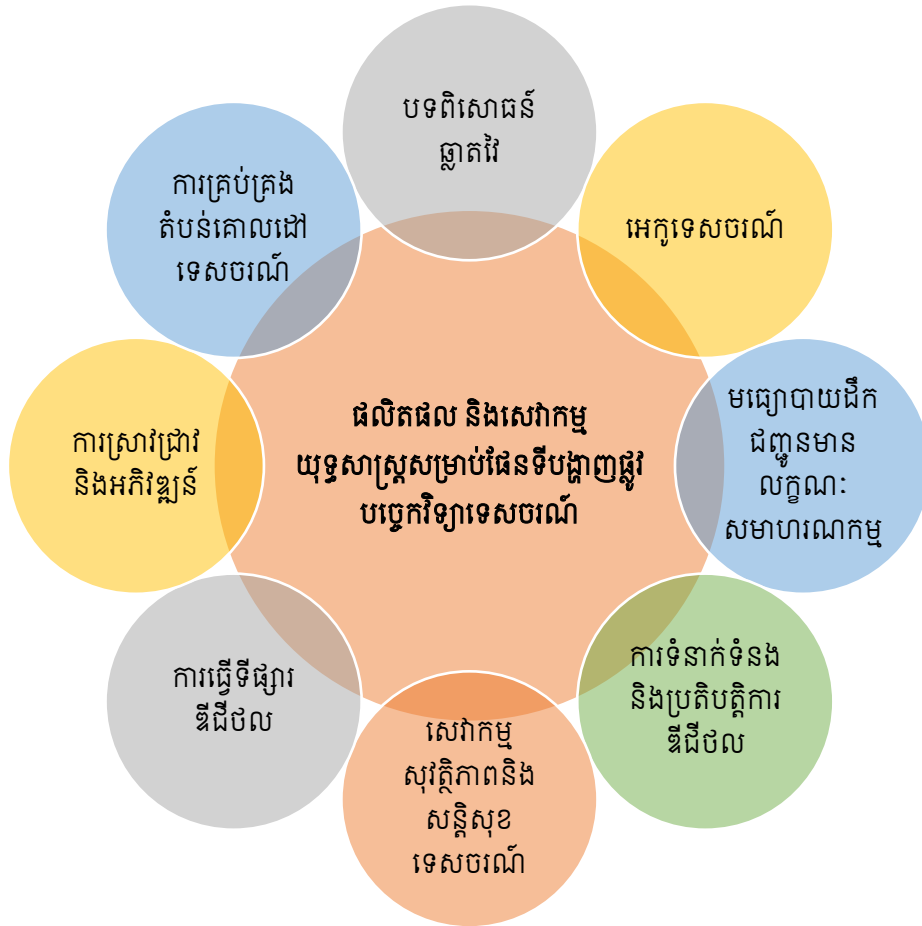 បទពិសោធន៍
ឆ្លាតវៃ
អេកូទេសចរណ៍
មធ្យោបាយដឹក
ជញ្ជូនមាន
លក្ខណៈ
សមាហរណកម្ម
ការទំនាក់ទំនង
និងប្រតិបត្តិការ
ឌីជីថល
សេវាកម្ម
សុវត្ថិភាពនិង
សន្តិសុខ
ទេសចរណ៍
ការធ្វើទីផ្សារ
ឌីជីថល
ការស្រាវជ្រាវ
និងអភិវឌ្ឍន៍
ការគ្រប់គ្រង
តំបន់គោលដៅ
ទេសចរណ៍
ផលិតផល និងសេវាកម្ម
យុទ្ធសាស្ត្រសម្រាប់ផែនទីបង្ហាញផ្លូវ
បច្ចេកវិទ្យាទេសចរណ៍